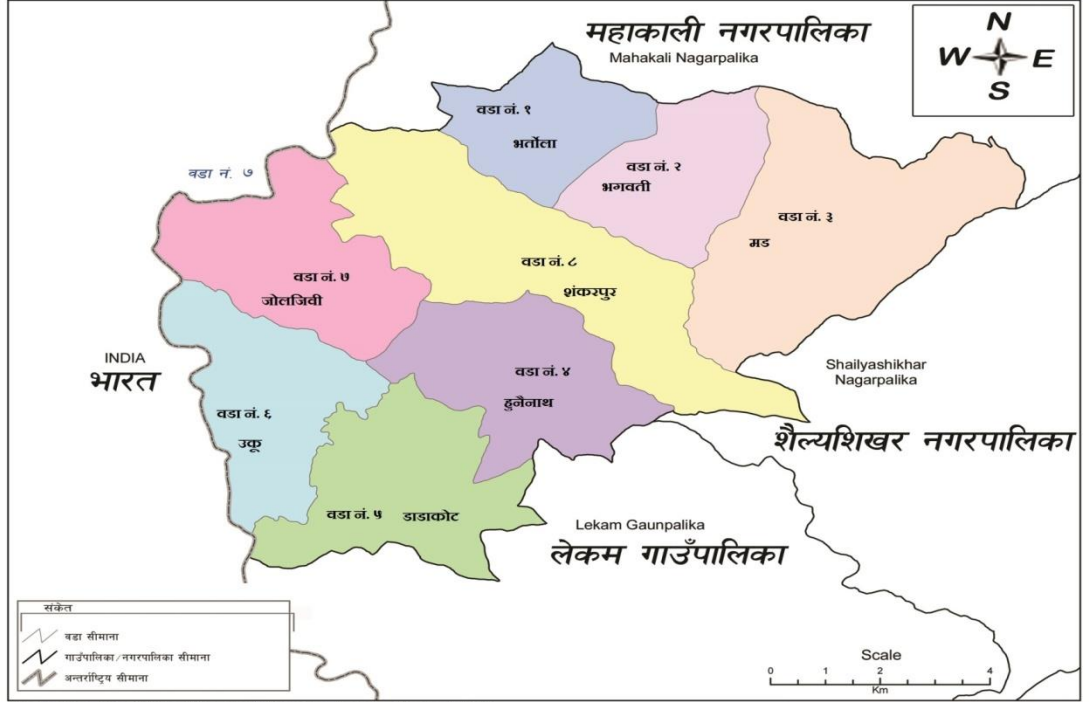 महाकाली नगरपालिका
Mahakali Nagarpalika
N
W E
S
वडा नं. १
भर्तोला
वडा नं. २
भगवती
वडा नं. ७
वडा नं. ३
मड
वडा नं. ८
शंकरपुर
वडा नं. ७
जोलजिवी
INDIA
भारत
वडा नं. ४
हुनैनाथ
Shailyashikhar
Nagarpalika
शैल्यशिखर नगरपालिका
वडा नं. ६
उकू
वडा नं. ५ डाडाकोट
Lekam Gaunpalika
लेकम गाउँपालिका
संकेत
वडा सीमाना
गाउँपालिका/नगरपालिका सीमाना
अन्तर्राष्ट्रिय सीमाना
Scale
0 1 2 4
Km